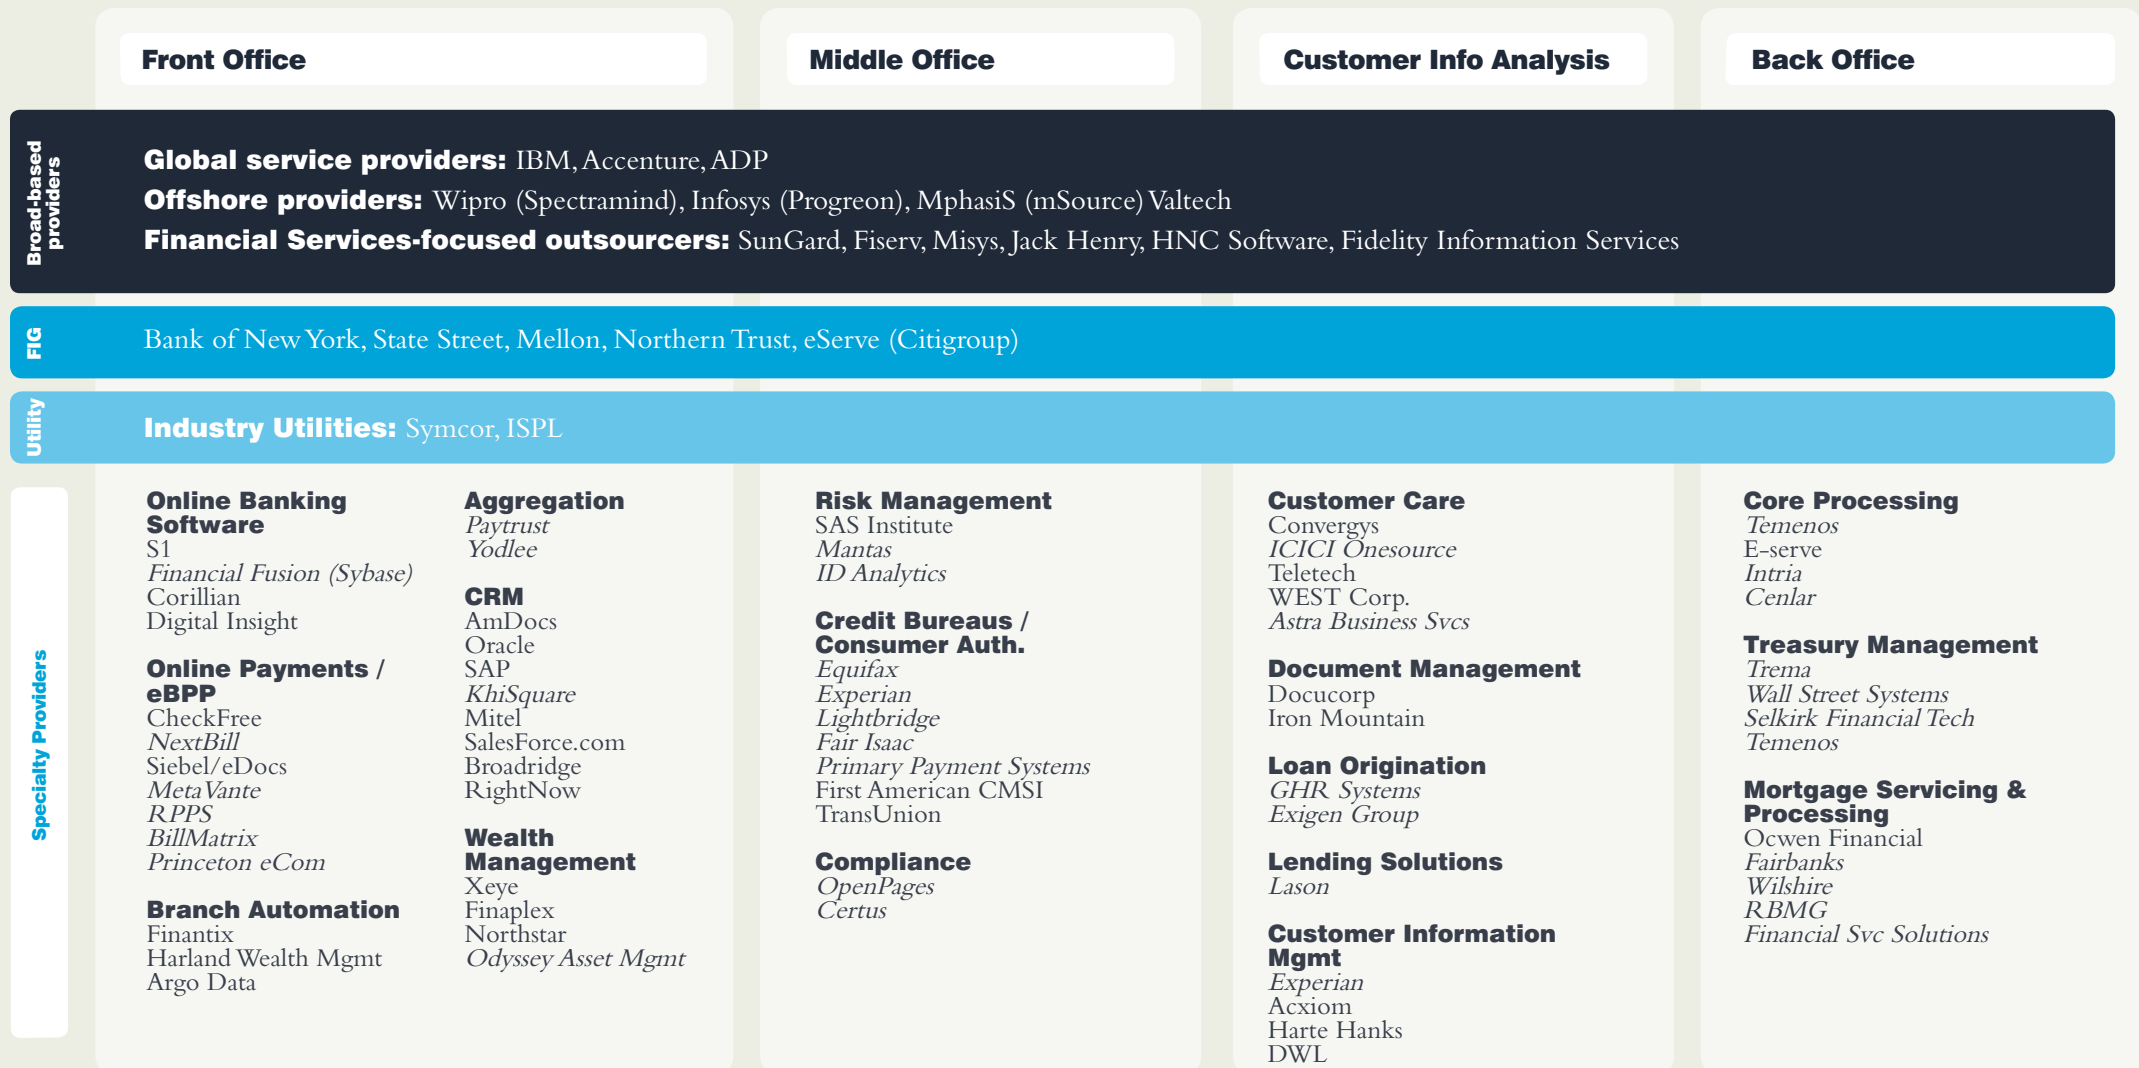 Front Office
Middle Office
Customer Info Analysis
Back Office
Broad-based
providers
Global service providers: IBM, Accenture, ADP
Offshore providers: Wipro (Spectramind), Infosys (Progreon), MphasiS (mSource) Valtech
Financial Services-focused outsourcers: SunGard, Fiserv, Misys, Jack Henry, HNC Software, Fidelity Information Services
FIG
Bank of New York, State Street, Mellon, Northern Trust, eServe (Citigroup)
Utility
Industry Utilities: Symcor, ISPL
Specialty Providers
Online Banking
Software
S1
Financial Fusion (Sybase)
Corillian
Digital Insight
Online Payments /
eBPP
CheckFree
NextBill
Siebel/eDocs
MetaVante
RPPS
BillMatrix
Princeton eCom
Branch Automation
Finantix
Harland Wealth Mgmt
Argo Data
Aggregation
Paytrust
Yodlee
CRM
AmDocs
Oracle
SAP
KhiSquare
Mitel
SalesForce.com
Broadridge
RightNow
Wealth
Management
Xeye
Finaplex
Northstar
Odyssey Asset Mgmt
Risk Management
SAS Institute
Mantas
ID Analytics
Credit Bureaus /
Consumer Auth.
Equifax
Experian
Lightbridge
Fair Isaac
Primary Payment Systems
First American CMSI
TransUnion
Compliance
OpenPages
Certus
Customer Care
Convergys
ICICI Onesource
Teletech
WEST Corp.
Astra Business Svcs
Document Management
Docucorp
Iron Mountain
Loan Origination
GHR Systems
Exigen Group
Lending Solutions
Lason
Customer Information
Mgmt
Experian
Acxiom
Harte Hanks
DWL
Core Processing
Temenos
E-serve
Intria
Cenlar
Treasury Management
Trema
Wall Street Systems
Selkirk Financial Tech
Temenos
Mortgage Servicing &
Processing
Ocwen Financial
Fairbanks
Wilshire
RBMG
Financial Svc Solutions